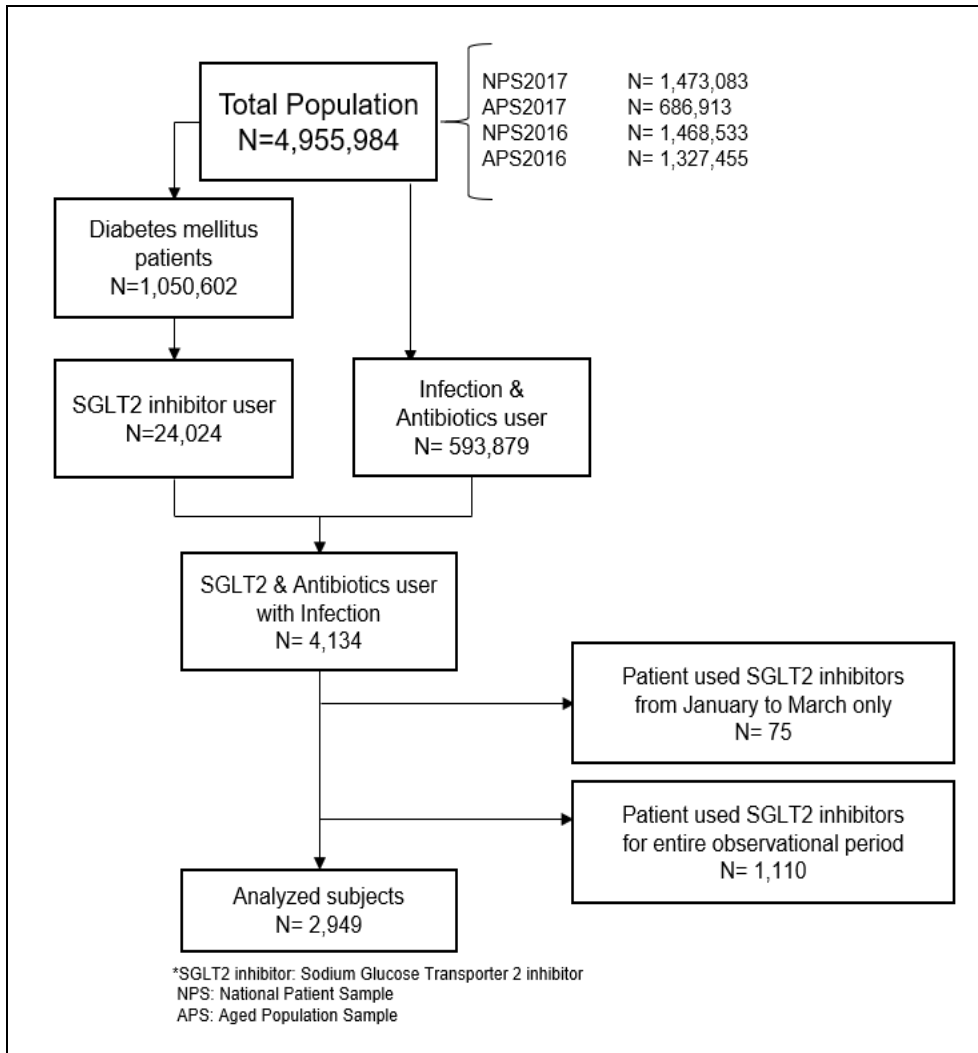 Total Population
N=4,955,984
NPS2017 N= 1,473,083
APS2017 N= 686,913
NPS2016 N= 1,468,533
APS2016 N= 1,327,455
Diabetes mellitus
patients
N=1,050,602
SGLT2 inhibitor user
N=24,024
Infection &
Antibiotics user
N= 593,879
SGLT2 & Antibiotics user
with Infection
N= 4,134
Patient used SGLT2 inhibitors
from January to March only
N= 75
Patient used SGLT2 inhibitors
for entire observational period
N= 1,110
Analyzed subjects
N= 2,949
*SGLT2 inhibitor: Sodium Glucose Transporter 2 inhibitor
NPS: National Patient Sample
APS: Aged Population Sample